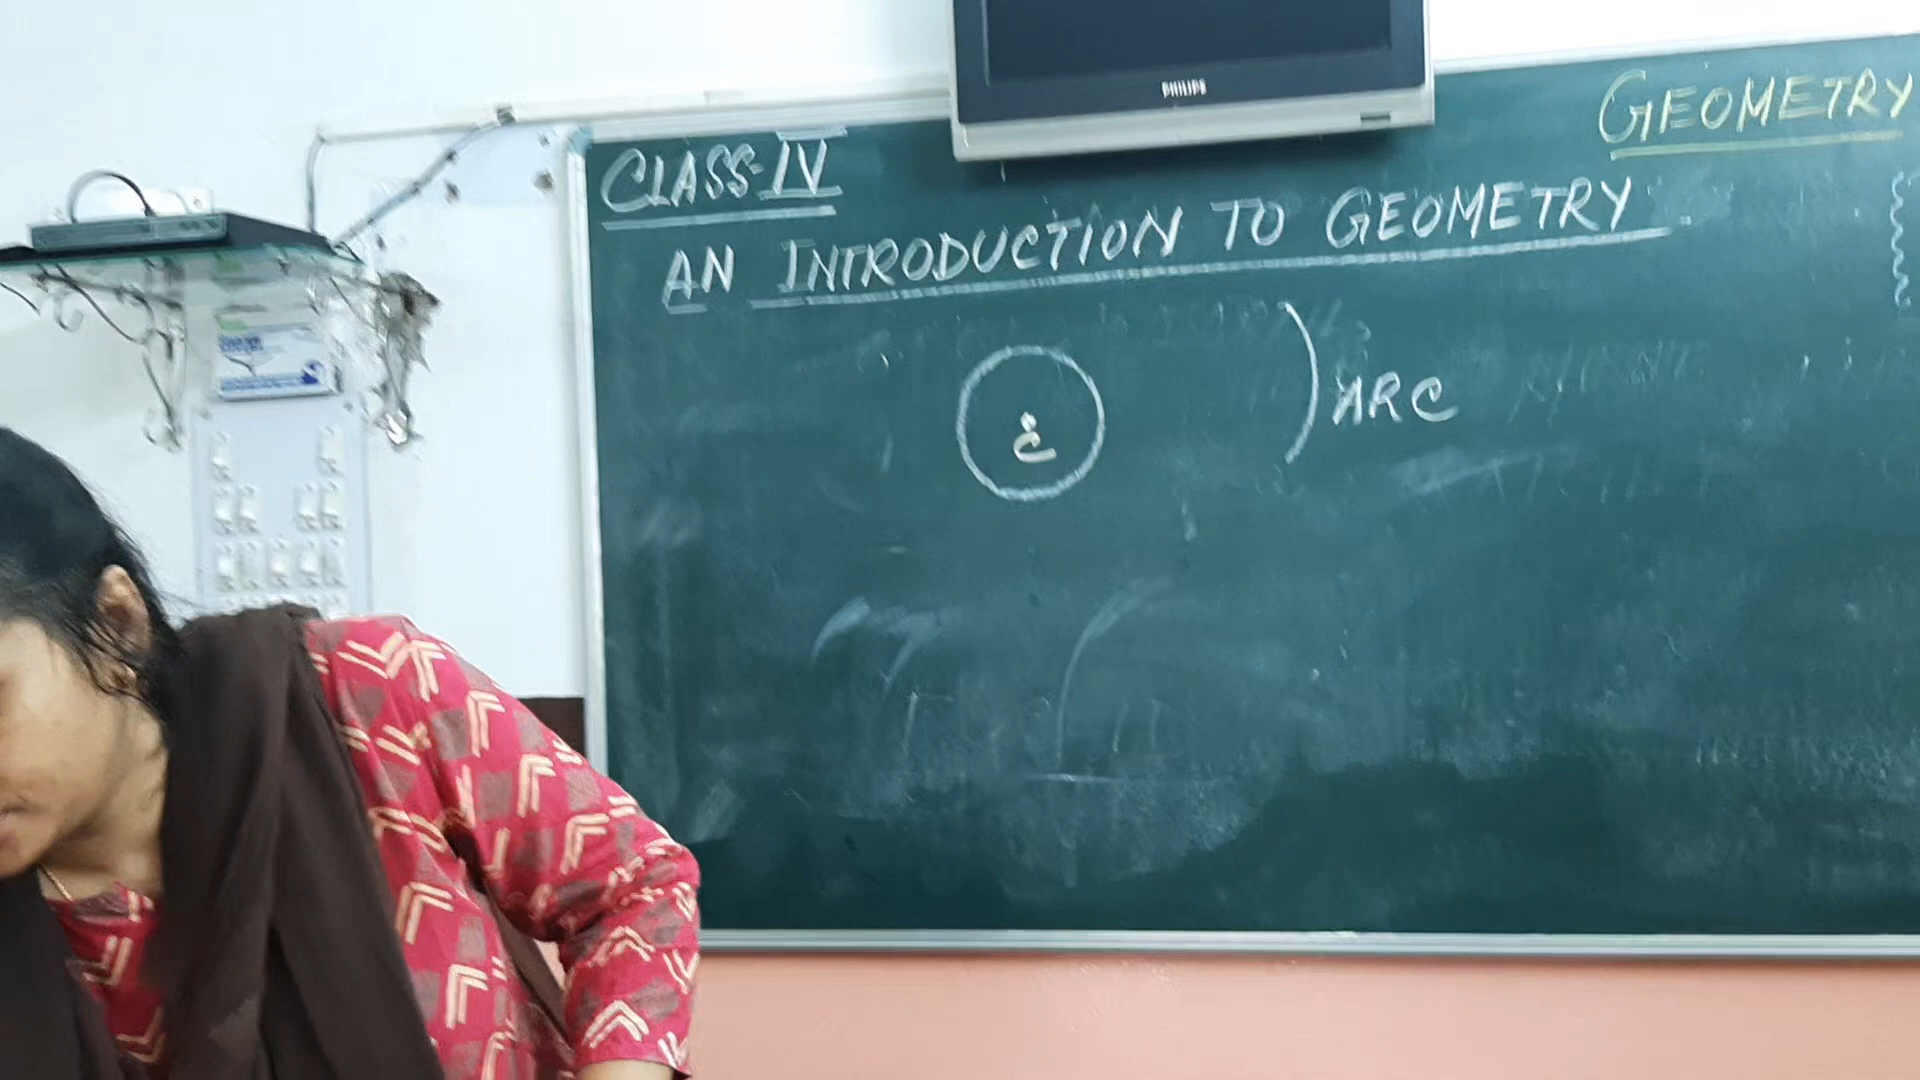 PHILIPS
GEOMETRY
CLASS-IV
AN INTRODUCTION TO GEOMETRY
ARC